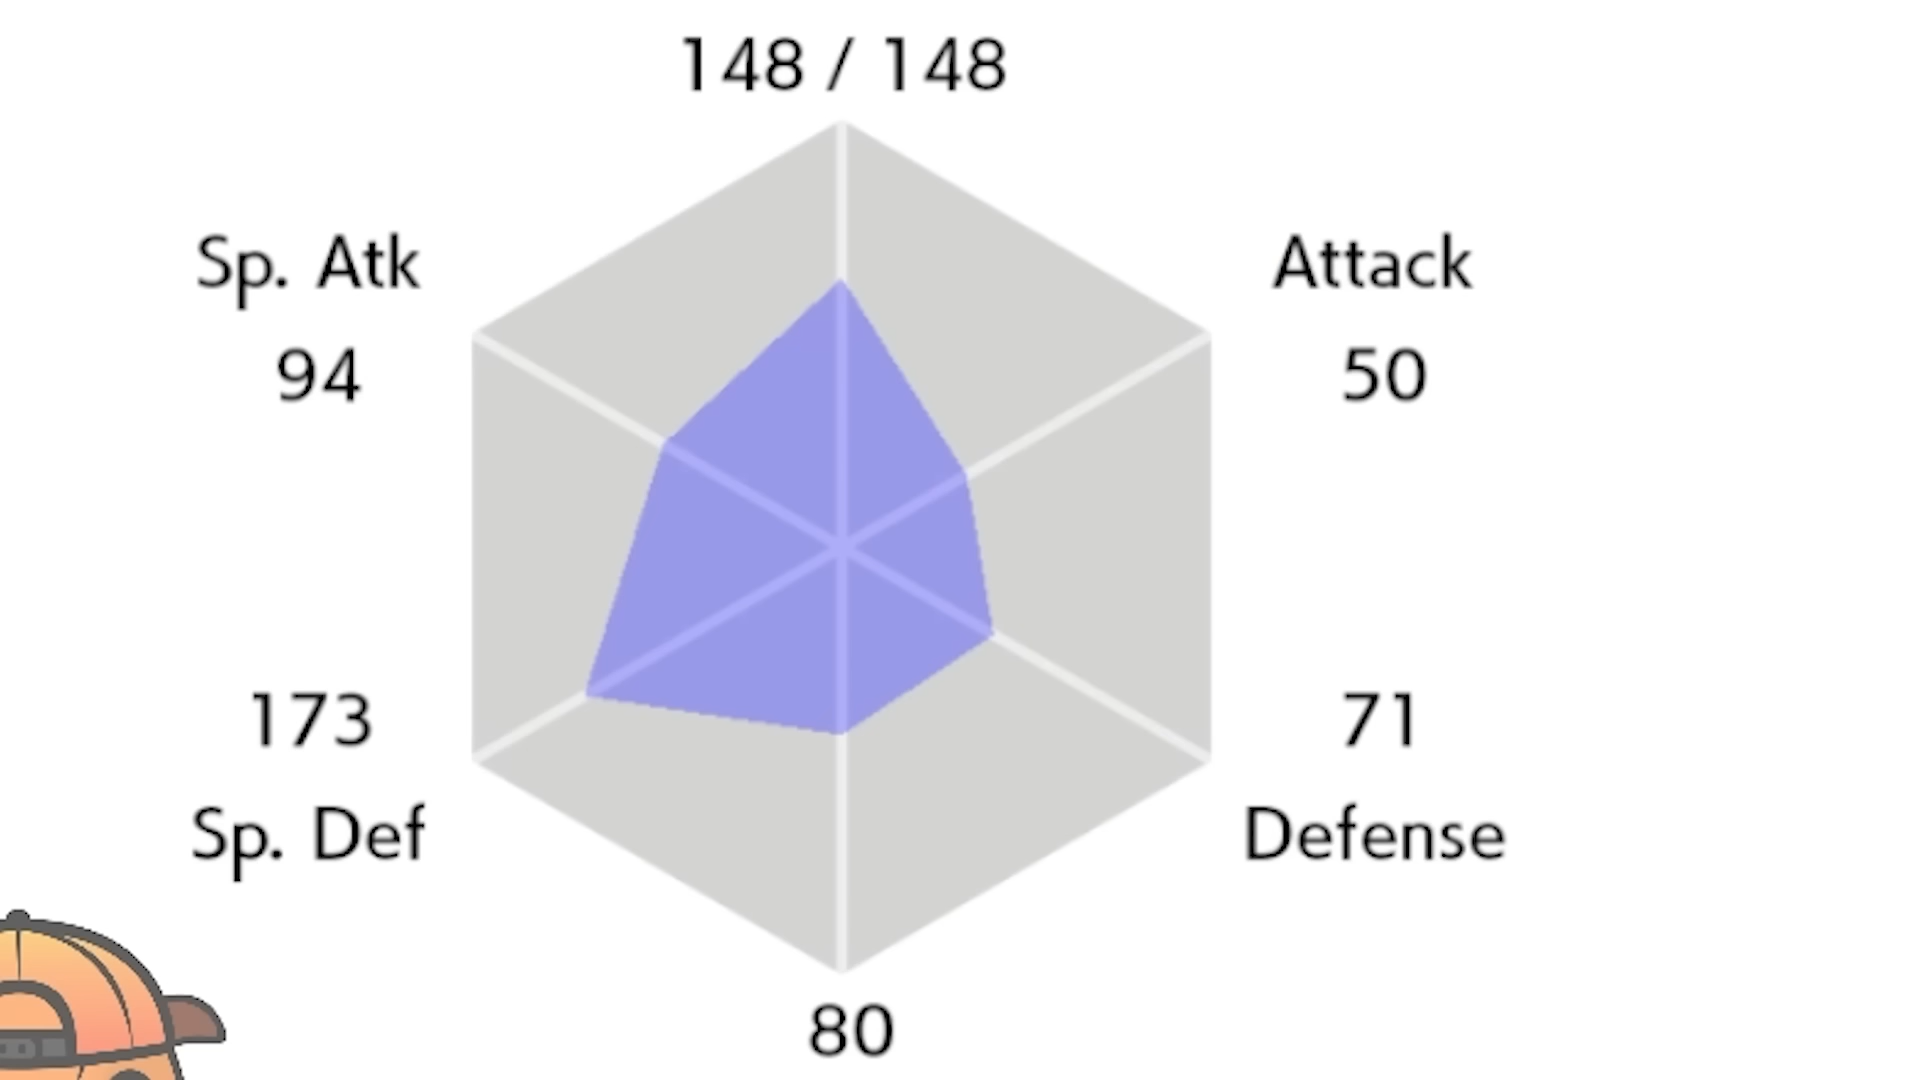 148 / 148
Sp. Atk
94
Attack
50
173
Sp. Def
71
Defense
80